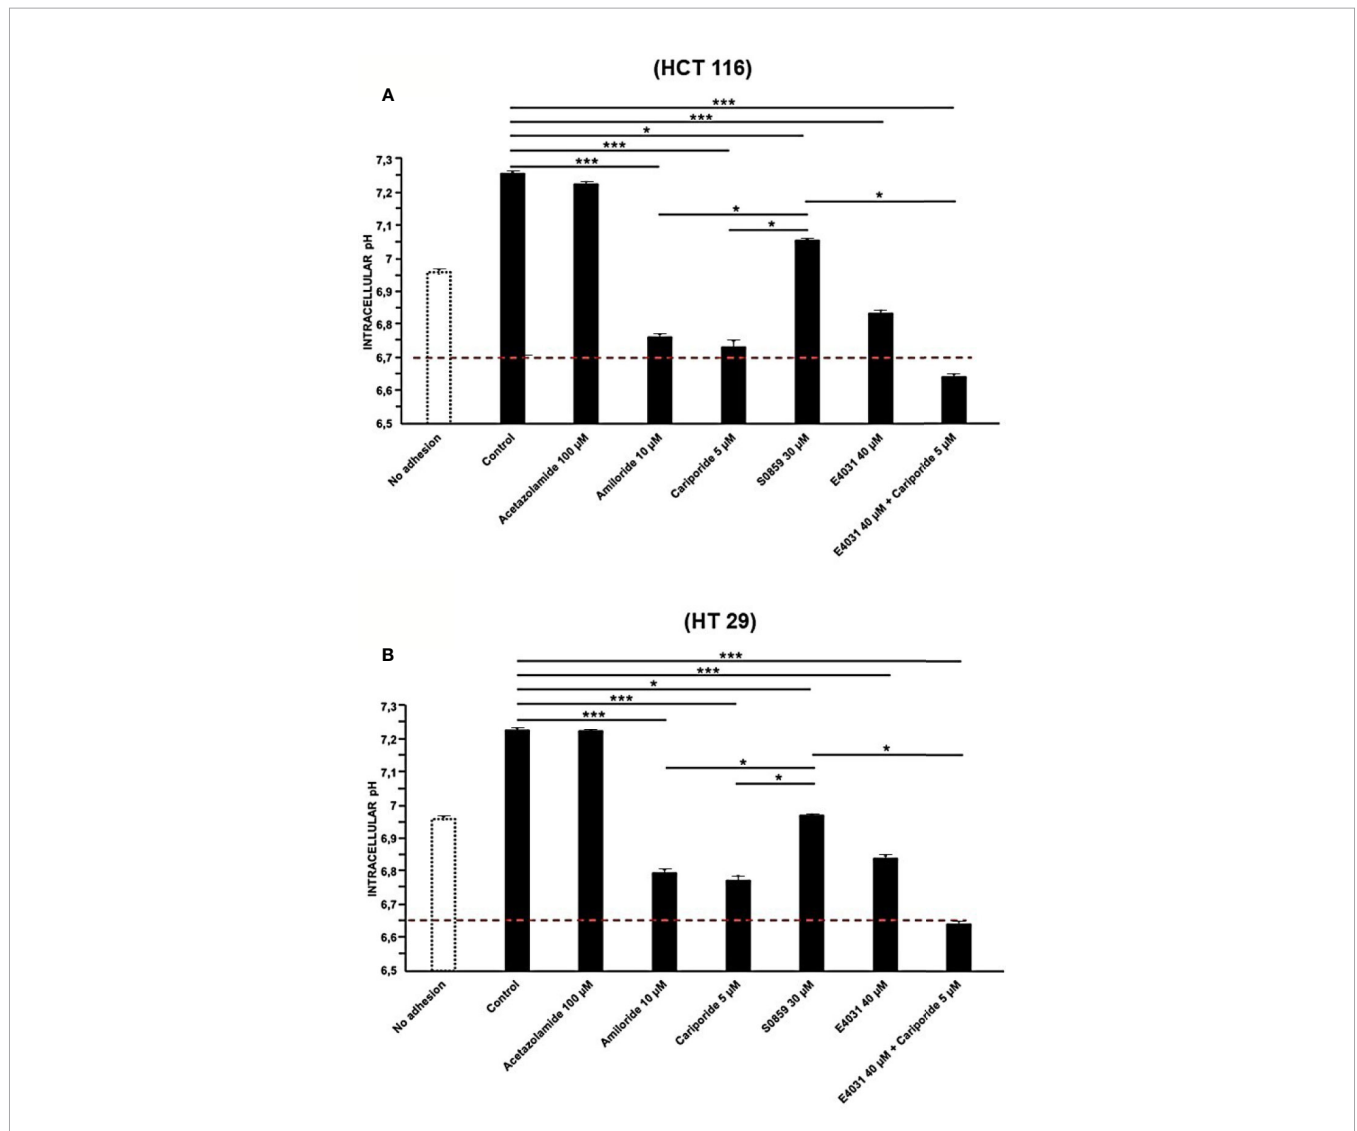 (HCT 116)
A
***
***
*
***
***
*
*
*
INTRACELLULAR pH
7,3
7,2
7,1
7
6,9
6,8
6,7
6,6
6,5
No adhesion
Control
Acetazolamide 100 µM
Amiloride 10 µM
Cariporide 5 µM
S0859 30 µM
E4031 40 µM
E4031 40 µM + Cariporide 5 µM
(HT 29)
B
***
***
*
***
***
*
*
*
INTRACELLULAR pH
7,3
7,2
7,1
7
6,9
6,8
6,7
6,6
6,5
No adhesion
Control
Acetazolamide 100 µM
Amiloride 10 µM
Cariporide 5 µM
S0859 30 µM
E4031 40 µM
E4031 40 µM + Cariporide 5 µM